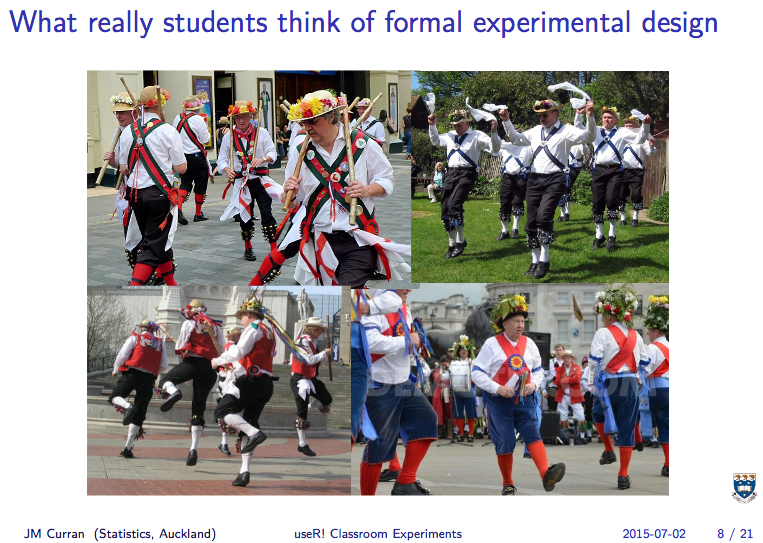 What really students think of formal experimental design
JM Curran (Statistics, Auckland) useR! Classroom Experiments 2015-07-02 8 / 21